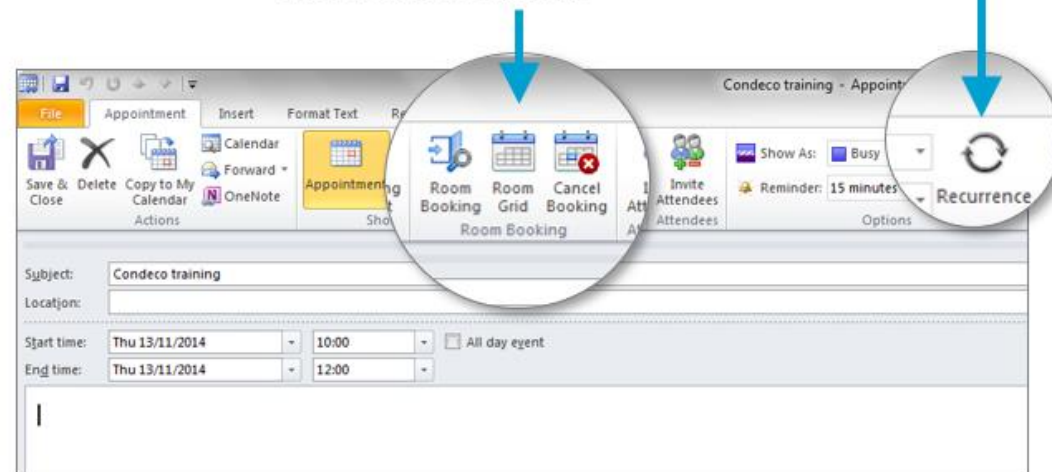 Condeco training - Appoint
File Appointment Insert Format Text Re
Save & Close
Delete
Copy to My Calendar
Calendar
Forward
OneNote
Actions
Appointment
Sho
Room Booking
Room Grid
Cancel Booking
Room Booking
Invite Attendees
Attendees
Show As: Busy
Reminder: 15 minutes
Options
Recurrence
Subject: Condeco training
Location:
Start time: Thu 13/11/2014 10:00 All day event
End time: Thu 13/11/2014 12:00